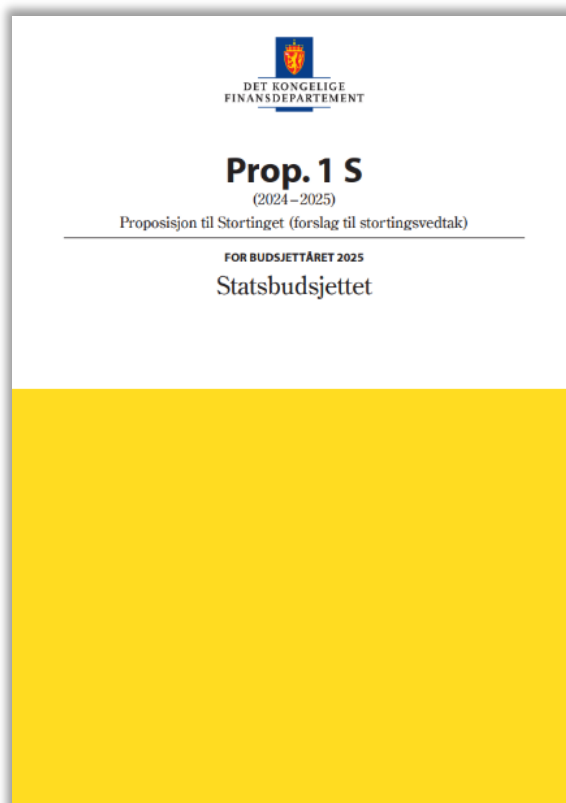 DET KONGELIGE
FINANSDEPARTEMENT
Prop. 1 S
(2024–2025)
Proposisjon til Stortinget (forslag til stortingsvedtak)
FOR BUDSJETTÅRET 2025
Statsbudsjettet